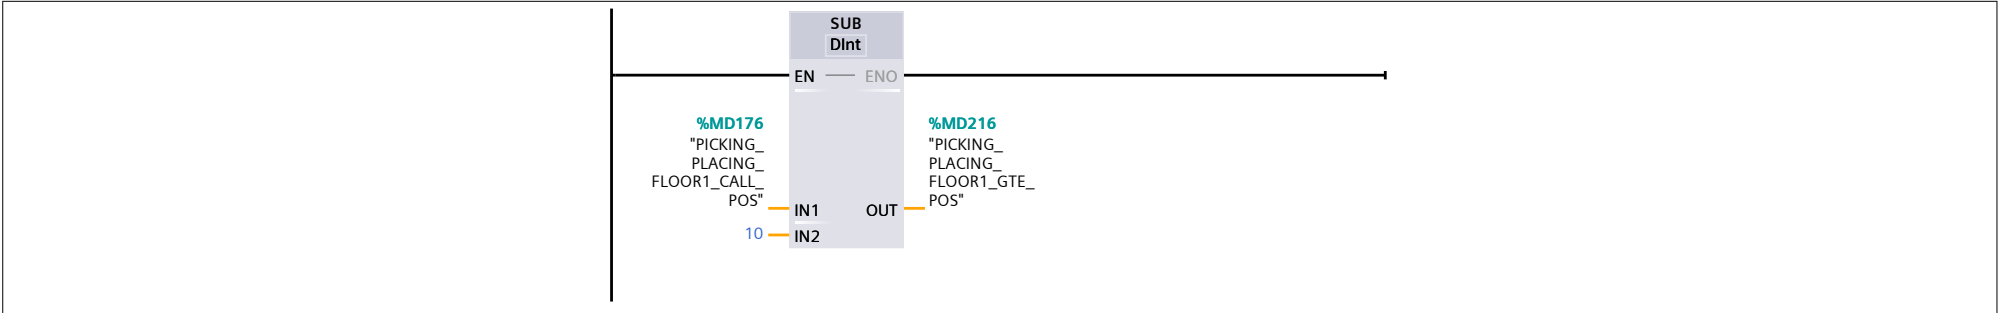 SUB
DInt
EN
ENO
%MD176
"PICKING_
PLACING_
FLOOR1_CALL_
POS"
IN1
10
IN2
%MD216
"PICKING_
PLACING_
FLOOR1_GTE_
POS"
OUT